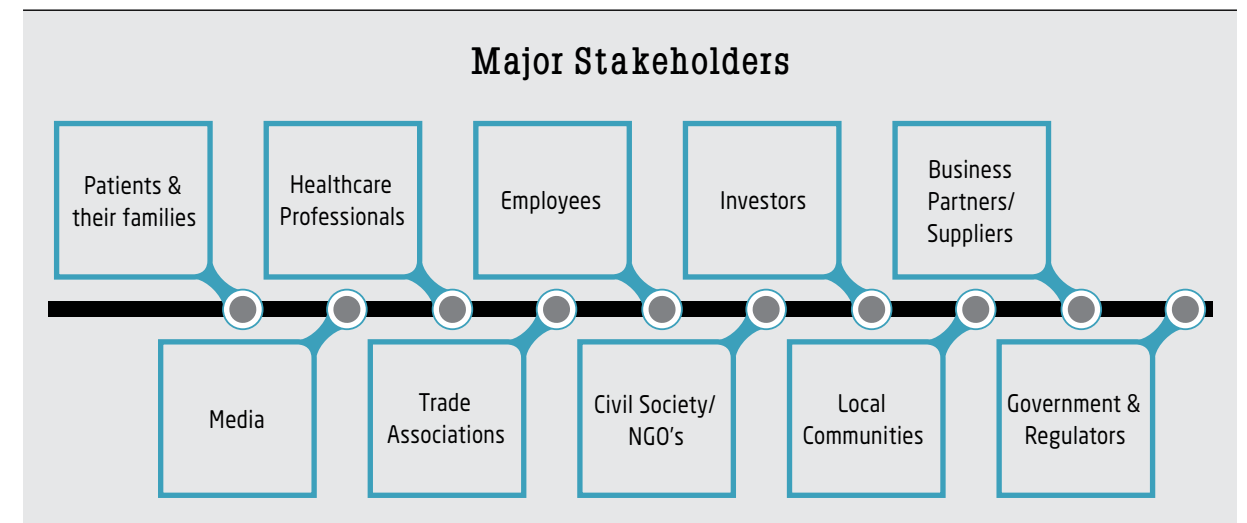 Major Stakeholders
Patients &
their families
Healthcare
Professionals
Employees
Investors
Business
Partners/
Suppliers
Media
Trade
Associations
Civil Society/
NGO's
Local
Communities
Government &
Regulators